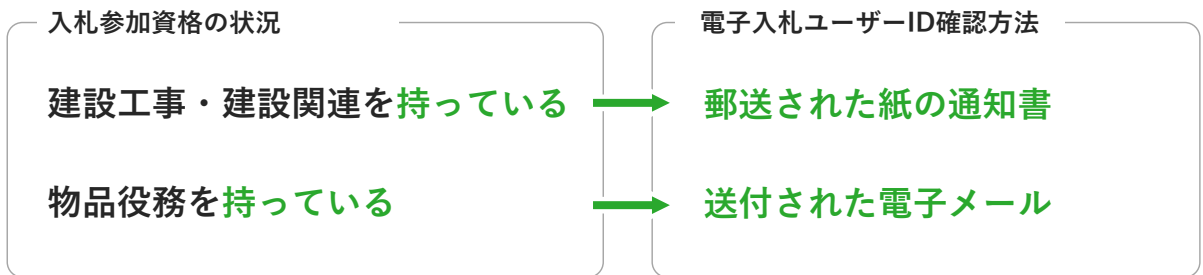 入札参加資格の状況
電子入札ユーザーID確認方法
建設工事・建設関連を持っている
郵送された紙の通知書
物品役務を持っている
送付された電子メール